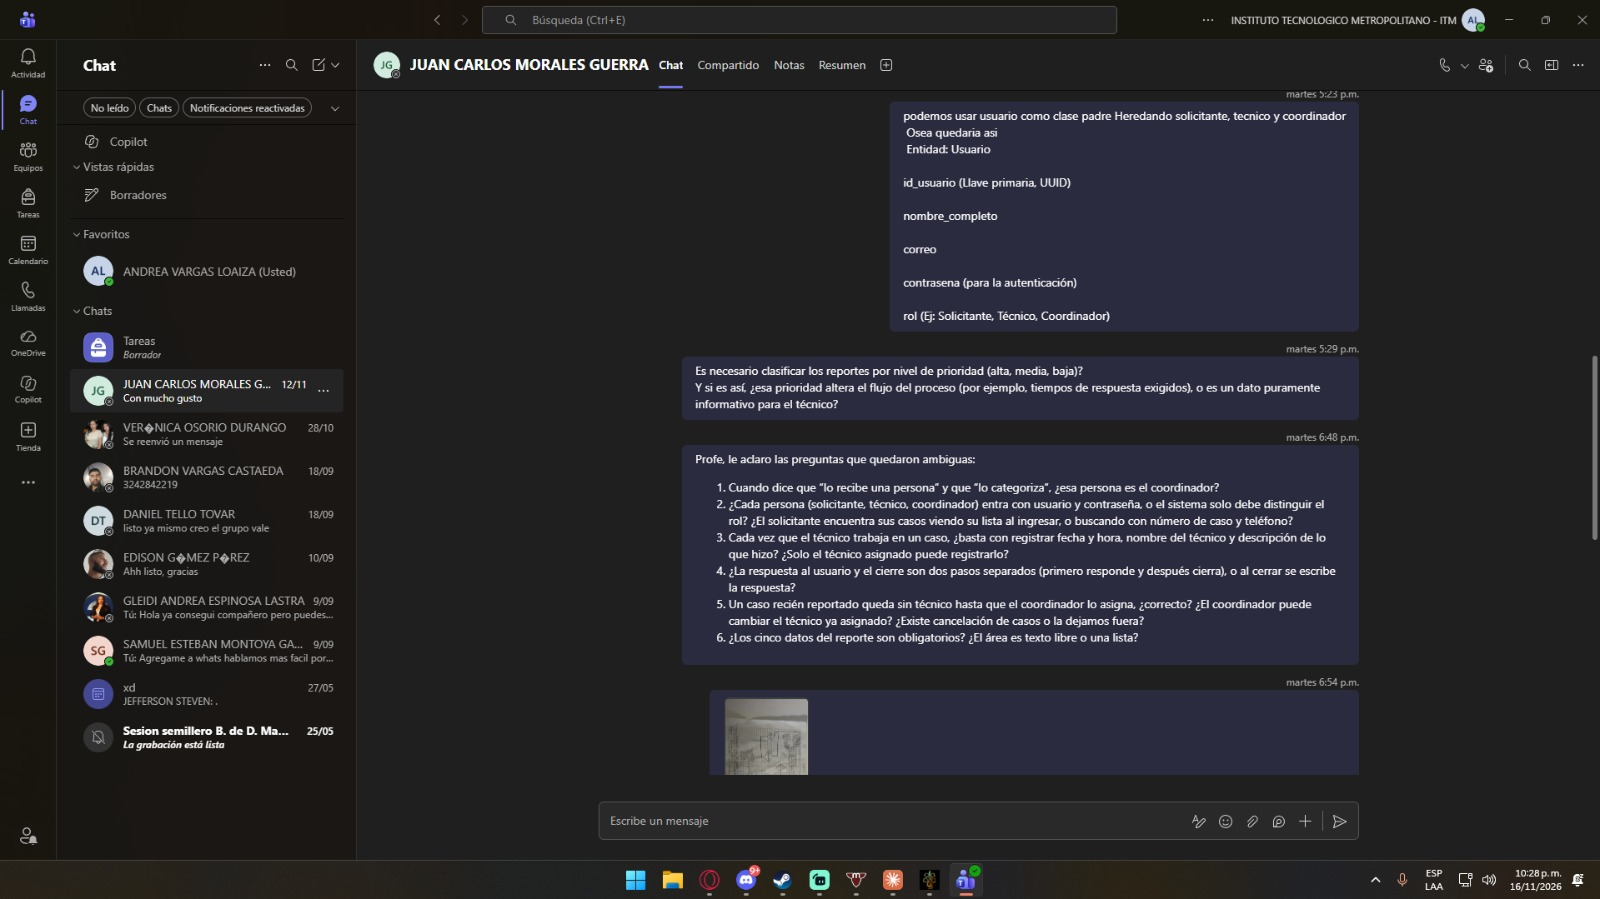 Búsqueda (Ctrl+E)
INSTITUTO TECNOLOGICO METROPOLITANO - ITM
AL
Actividad
Chat
Equipos
Tareas
Calendario
Llamadas
OneDrive
Copilot
Tienda
Chat
No leído
Chats
Notificaciones reactivadas
Copilot
Vistas rápidas
Borradores
Favoritos
AL
ANDREA VARGAS LOAIZA (Usted)
Chats
Tareas
Borrador
JG
JUAN CARLOS MORALES G... 12/11
Con mucho gusto
VER�NICA OSORIO DURANGO 28/10
Se reenvió un mensaje
BRANDON VARGAS CASTAEDA 18/09
3242842219
DT
DANIEL TELLO TOVAR 18/09
listo ya mismo creo el grupo vale
EDISON G�MEZ P�REZ 10/09
Ahh listo, gracias
GLEIDI ANDREA ESPINOSA LASTRA 9/09
Tú: Hola ya consegui compañero pero puedes...
SG
SAMUEL ESTEBAN MONTOYA GA... 9/09
Tú: Agregame a whats hablamos mas facil por...
xd 27/05
JEFFERSON STEVEN: .
Sesion semillero B. de D. Ma... 25/05
La grabación está lista
JG
JUAN CARLOS MORALES GUERRA
Chat
Compartido
Notas
Resumen
martes 5:23 p.m.
podemos usar usuario como clase padre Heredando solicitante, tecnico y coordinador
Osea quedaria asi
Entidad: Usuario
id_usuario (Llave primaria, UUID)
nombre_completo
correo
contrasena (para la autenticación)
rol (Ej: Solicitante, Técnico, Coordinador)
martes 5:29 p.m.
Es necesario clasificar los reportes por nivel de prioridad (alta, media, baja)?
Y si es así, ¿esa prioridad altera el flujo del proceso (por ejemplo, tiempos de respuesta exigidos), o es un dato puramente
informativo para el técnico?
martes 6:48 p.m.
Profe, le aclaro las preguntas que quedaron ambiguas:
1. Cuando dice que “lo recibe una persona” y que “lo categoriza”, ¿esa persona es el coordinador?
2. ¿Cada persona (solicitante, técnico, coordinador) entra con usuario y contraseña, o el sistema solo debe distinguir el
rol? ¿El solicitante encuentra sus casos viendo su lista al ingresar, o buscando con número de caso y teléfono?
3. Cada vez que el técnico trabaja en un caso, ¿basta con registrar fecha y hora, nombre del técnico y descripción de lo
que hizo? ¿Solo el técnico asignado puede registrarlo?
4. ¿La respuesta al usuario y el cierre son dos pasos separados (primero responde y después cierra), o al cerrar se escribe
la respuesta?
5. Un caso recién reportado queda sin técnico hasta que el coordinador lo asigna, ¿correcto? ¿El coordinador puede
cambiar el técnico ya asignado? ¿Existe cancelación de casos o la dejamos fuera?
6. ¿Los cinco datos del reporte son obligatorios? ¿El área es texto libre o una lista?
martes 6:54 p.m.
Escribe un mensaje
9+
ESP
LAA
10:28 p.m.
16/11/2026